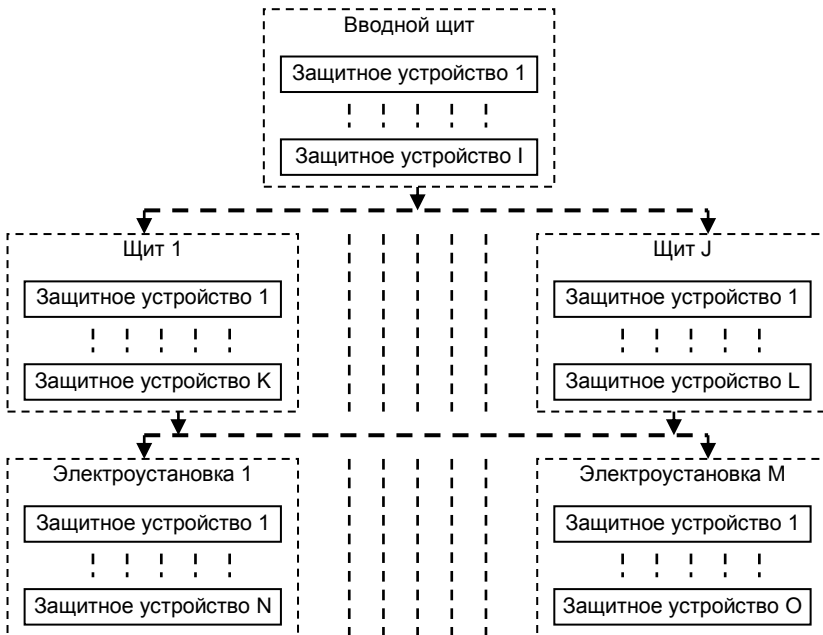 Вводной щит
Защитное устройство 1
Защитное устройство I
Щит 1
Щит J
Защитное устройство 1
Защитное устройство 1
Защитное устройство K
Защитное устройство L
Электроустановка 1
Электроустановка M
Защитное устройство 1
Защитное устройство 1
Защитное устройство N
Защитное устройство O